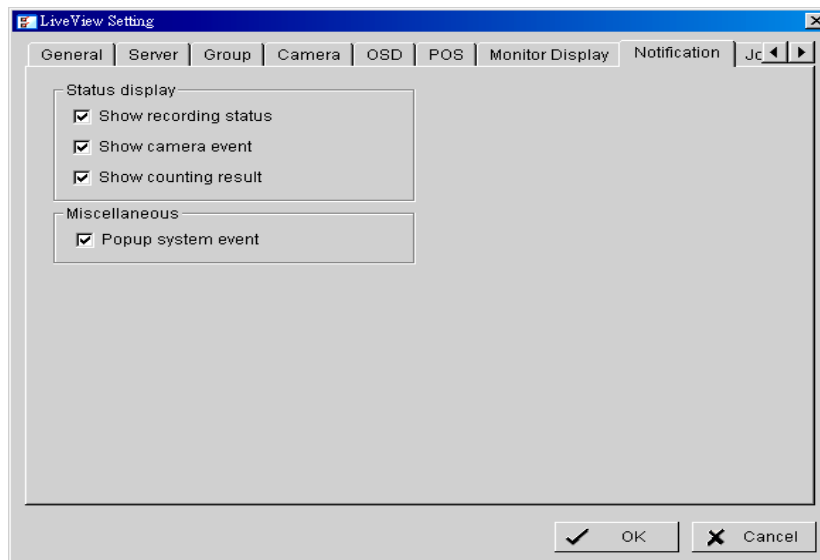 LiveView Setting
General Server Group Camera OSD POS Monitor Display Notification
Status display
Show recording status
Show camera event
Show counting result
Miscellaneous
Popup system event
OK Cancel